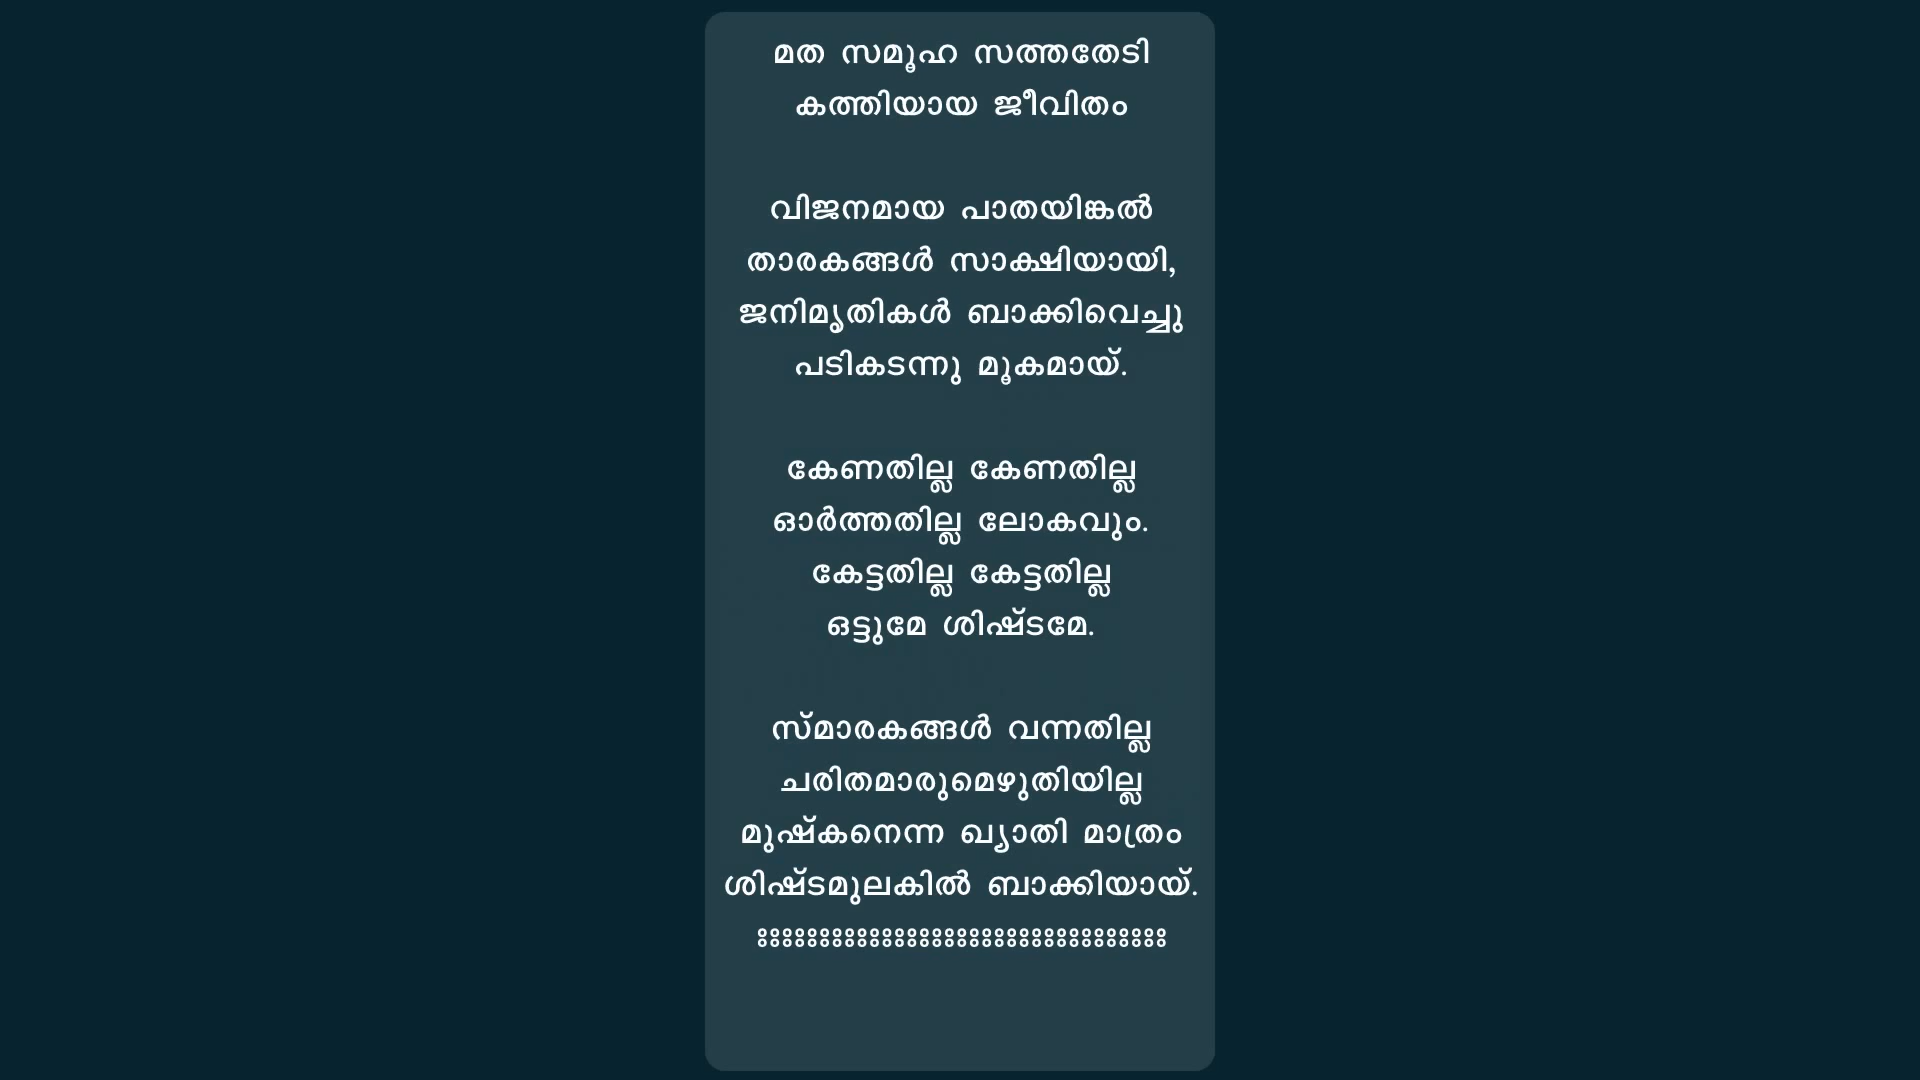 മത സമൂഹ സത്തതേടി
കത്തിയായ ജീവിതം
വിജനമായ പാതയിങ്കൽ
താരകങ്ങൾ സാക്ഷിയായി,
ജനിമൃതികൾ ബാക്കിവെച്ചു
പടികടന്നു മൂകമായ്.
കേണതില്ല കേണതില്ല
ഓർത്തതില്ല ലോകവും.
കേട്ടതില്ല കേട്ടതില്ല
ഒട്ടുമേ ശിഷ്ടമേ.
സ്മാരകങ്ങൾ വന്നതില്ല
ചരിതമാരുമെഴുതിയില്ല
മുഷ്കനെന്ന ഖ്യാതി മാത്രം
ശിഷ്ടമുലകിൽ ബാക്കിയായ്.
ഃഃഃഃഃഃഃഃഃഃഃഃഃഃഃഃഃഃഃഃഃഃഃഃഃഃഃഃഃഃഃഃഃ